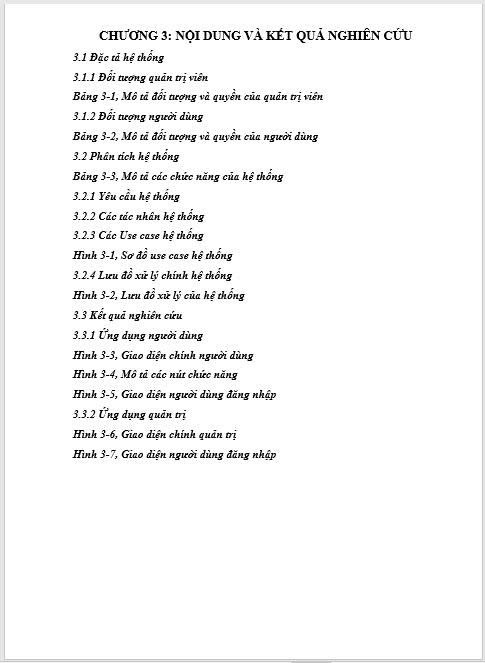 CHƯƠNG 3: NỘI DUNG VÀ KẾT QUẢ NGHIÊN CỨU
3.1 Đặc tả hệ thống
3.1.1 Đối tượng quản trị viên
Bảng 3-1, Mô tả đối tượng và quyền của quản trị viên
3.1.2 Đối tượng người dùng
Bảng 3-2, Mô tả đối tượng và quyền của người dùng
3.2 Phân tích hệ thống
Bảng 3-3, Mô tả các chức năng của hệ thống
3.2.1 Yêu cầu hệ thống
3.2.2 Các tác nhân hệ thống
3.2.3 Các Use case hệ thống
Hình 3-1, Sơ đồ use case hệ thống
3.2.4 Lưu đồ xử lý chính hệ thống
Hình 3-2, Lưu đồ xử lý của hệ thống
3.3 Kết quả nghiên cứu
3.3.1 Ứng dụng người dùng
Hình 3-3, Giao diện chính người dùng
Hình 3-4, Mô tả các nút chức năng
Hình 3-5, Giao diện người dùng đăng nhập
3.3.2 Ứng dụng quản trị
Hình 3-6, Giao diện chính quản trị
Hình 3-7, Giao diện người dùng đăng nhập